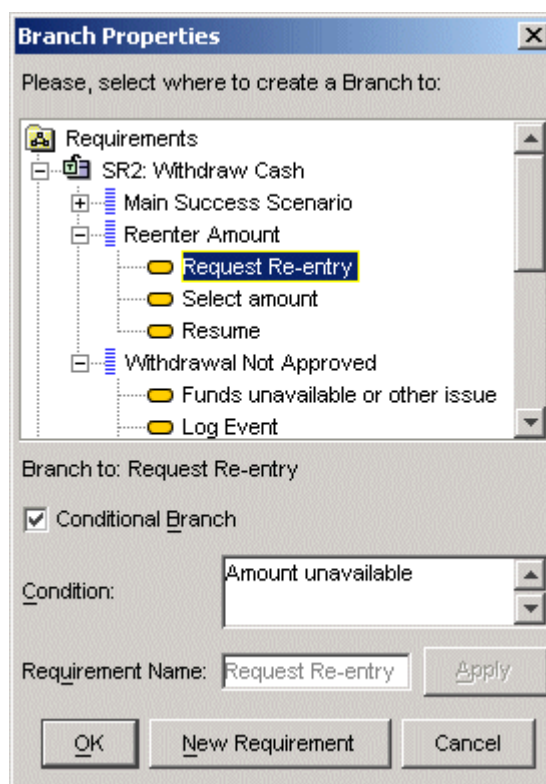 Branch Properties
Please, select where to create a Branch to:
Requirements
SR2: Withdraw Cash
Main Success Scenario
Reenter Amount
Request Re-entry
Select amount
Resume
Withdrawal Not Approved
Funds unavailable or other issue
Log Event
Branch to: Request Re-entry
Conditional Branch
Condition: Amount unavailable
Requirement Name: Request Re-entry Apply
OK New Requirement Cancel